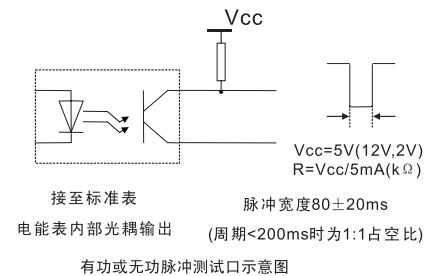 Vcc
Vcc=5V(12V,2V)
R=Vcc/5mA(kΩ)
接至标准表
电能表内部光耦输出
脉冲宽度80±20ms
(周期<200ms时为1:1占空比)
有功或无功脉冲测试口示意图